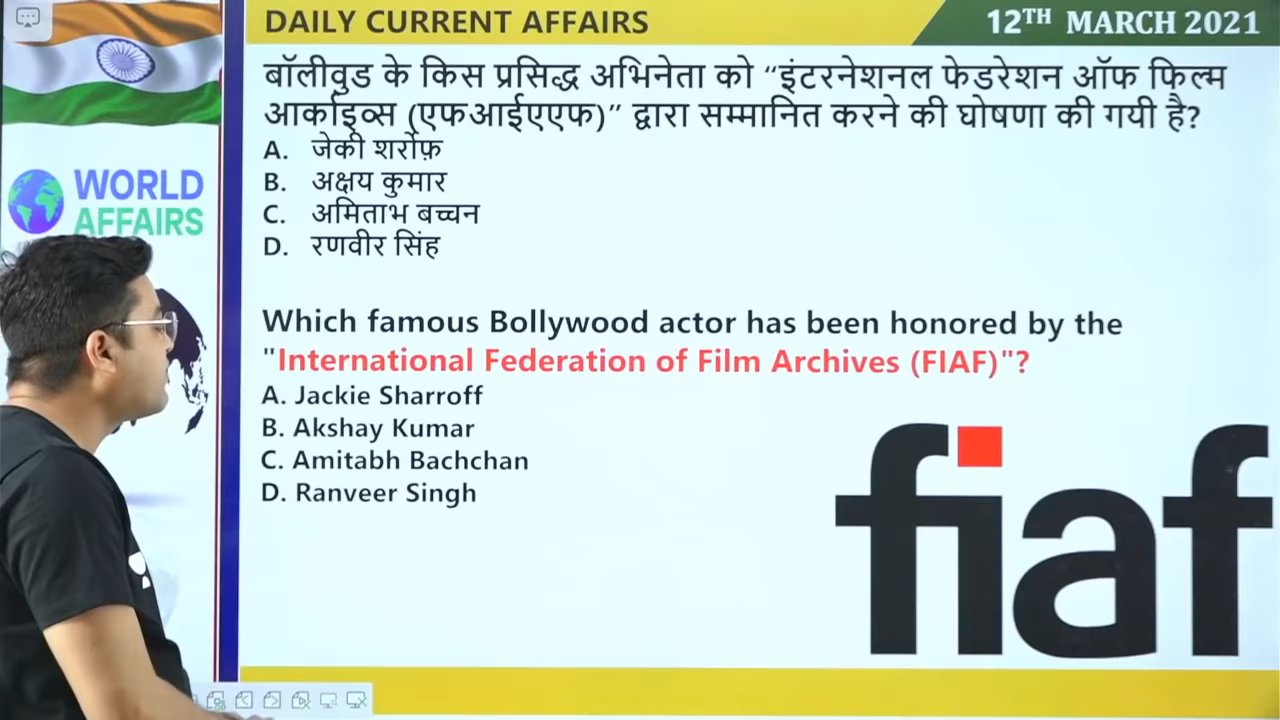 DAILY CURRENT AFFAIRS
12TH MARCH 2021
बॉलीवुड के किस प्रसिद्ध अभिनेता को “इंटरनेशनल फेडरेशन ऑफ फिल्म
आर्काइव्स (एफआईएएफ)” द्वारा सम्मानित करने की घोषणा की गयी है?
A. जेकी शर्रोफ़
B. अक्षय कुमार
C. अमिताभ बच्चन
D. रणवीर सिंह
WORLD
AFFAIRS
Which famous Bollywood actor has been honored by the
"International Federation of Film Archives (FIAF)"?
A. Jackie Sharroff
B. Akshay Kumar
C. Amitabh Bachchan
D. Ranveer Singh
fiaf